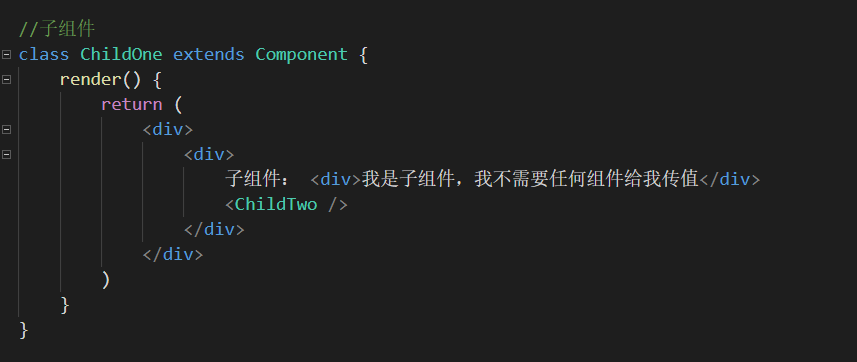 //子组件
class ChildOne extends Component {
render() {
return (
<div>
<div>
子组件： <div>我是子组件，我不需要任何组件给我传值</div>
<ChildTwo />
</div>
</div>
)
}
}